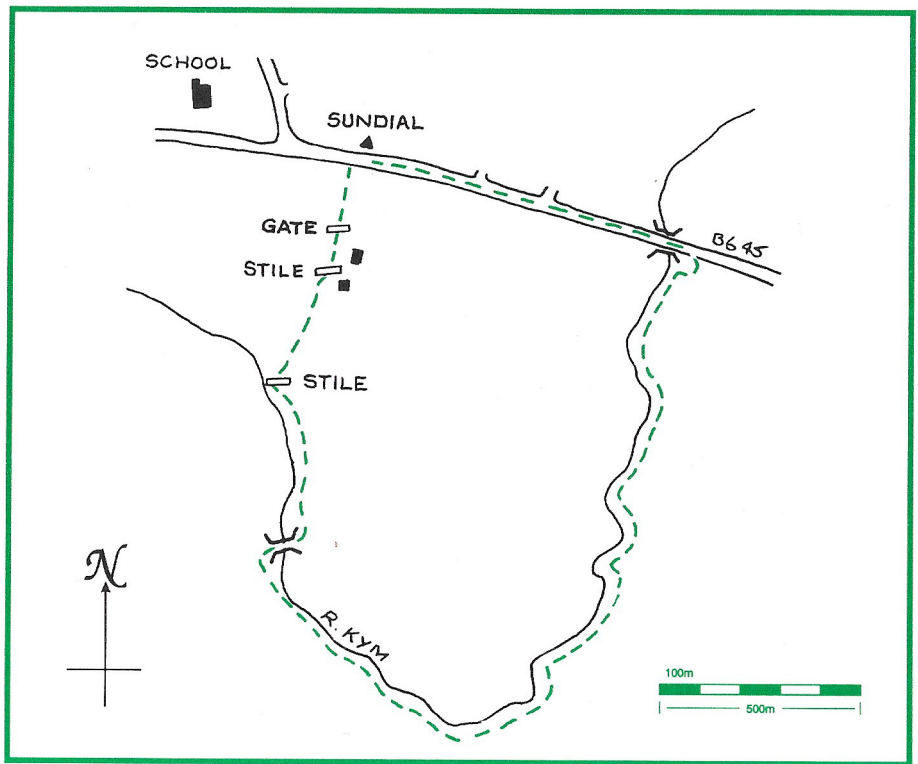 SCHOOL
SUNDIAL
GATE
STILE
B645
STILE
N
R. KYM
100m
500m